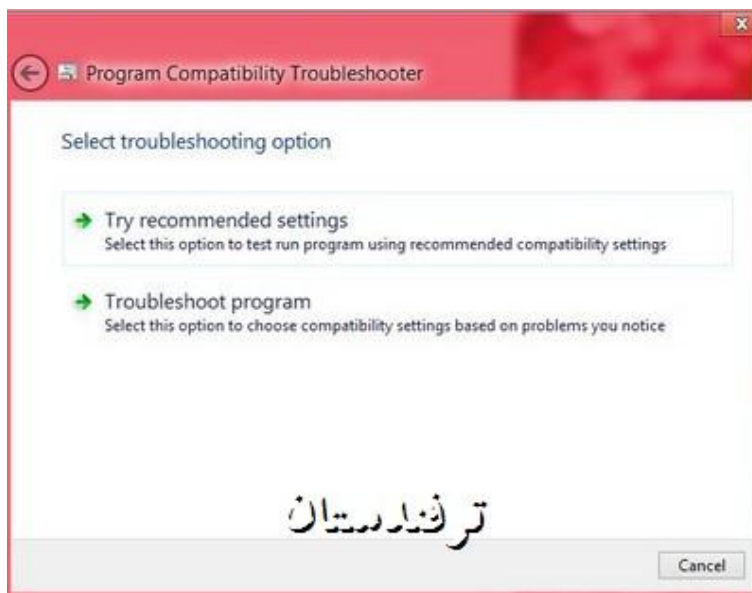 Program Compatibility Troubleshooter
Select troubleshooting option
Try recommended settings
Select this option to test run program using recommended compatibility settings
Troubleshoot program
Select this option to choose compatibility settings based on problems you notice
ترفندستان
Cancel